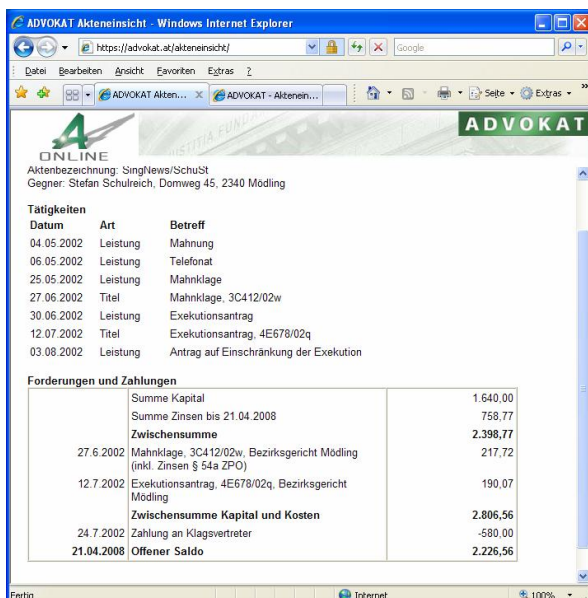 ADVOKAT Akteneinsicht - Windows Internet Explorer
https://advokat.at/akteneinsicht/
Google
Datei Bearbeiten Ansicht Favoriten Extras ?
ADVOKAT Akten... X ADVOKAT - Aktenein...
Seite Extras
ONLINE
JUSTITIA FUNDA
ADVOKAT
Aktenbezeichnung: SingNews/SchuSt
Gegner: Stefan Schulreich, Domweg 45, 2340 Mödling
Tätigkeiten
Datum Art Betreff
04.05.2002 Leistung Mahnung
06.05.2002 Leistung Telefonat
25.05.2002 Leistung Mahnklage
27.06.2002 Titel Mahnklage, 3C412/02w
30.06.2002 Leistung Exekutionsantrag
12.07.2002 Titel Exekutionsantrag, 4E678/02q
03.08.2002 Leistung Antrag auf Einschränkung der Exekution
Forderungen und Zahlungen
Summe Kapital 1.640,00
Summe Zinsen bis 21.04.2008 758,77
Zwischensumme 2.398,77
27.6.2002 Mahnklage, 3C412/02w, Bezirksgericht Mödling 217,72
(inkl. Zinsen § 54a ZPO)
12.7.2002 Exekutionsantrag, 4E678/02q, Bezirksgericht 190,07
Mödling
Zwischensumme Kapital und Kosten 2.806,56
24.7.2002 Zahlung an Klagsvertreter -580,00
21.04.2008 Offener Saldo 2.226,56
Fertig Internet 100%